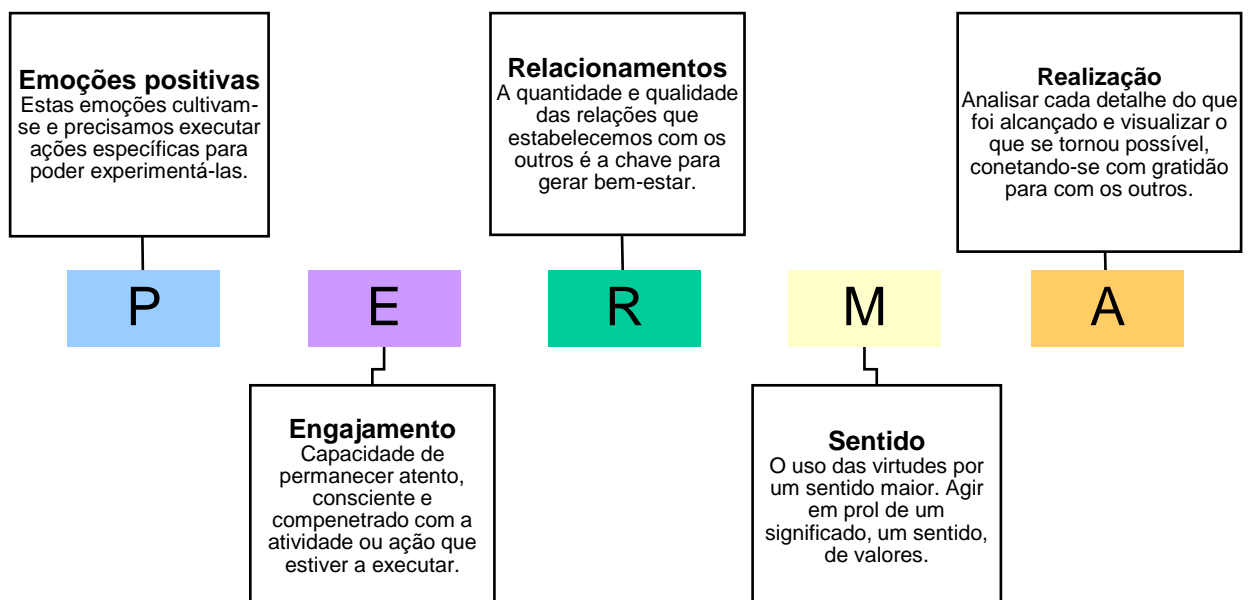 Emoções positivas
Estas emoções cultivam-
se e precisamos executar
ações específicas para
poder experimentá-las.
Relacionamentos
A quantidade e qualidade
das relações que
estabelecemos com os
outros é a chave para
gerar bem-estar.
Realização
Analisar cada detalhe do que
foi alcançado e visualizar o
que se tornou possível,
conetando-se com gratidão
para com os outros.
P
E
R
M
A
Engajamento
Capacidade de
permanecer atento,
consciente e
compenetrado com a
atividade ou ação que
estiver a executar.
Sentido
O uso das virtudes por
um sentido maior. Agir
em prol de um
significado, um sentido,
de valores.